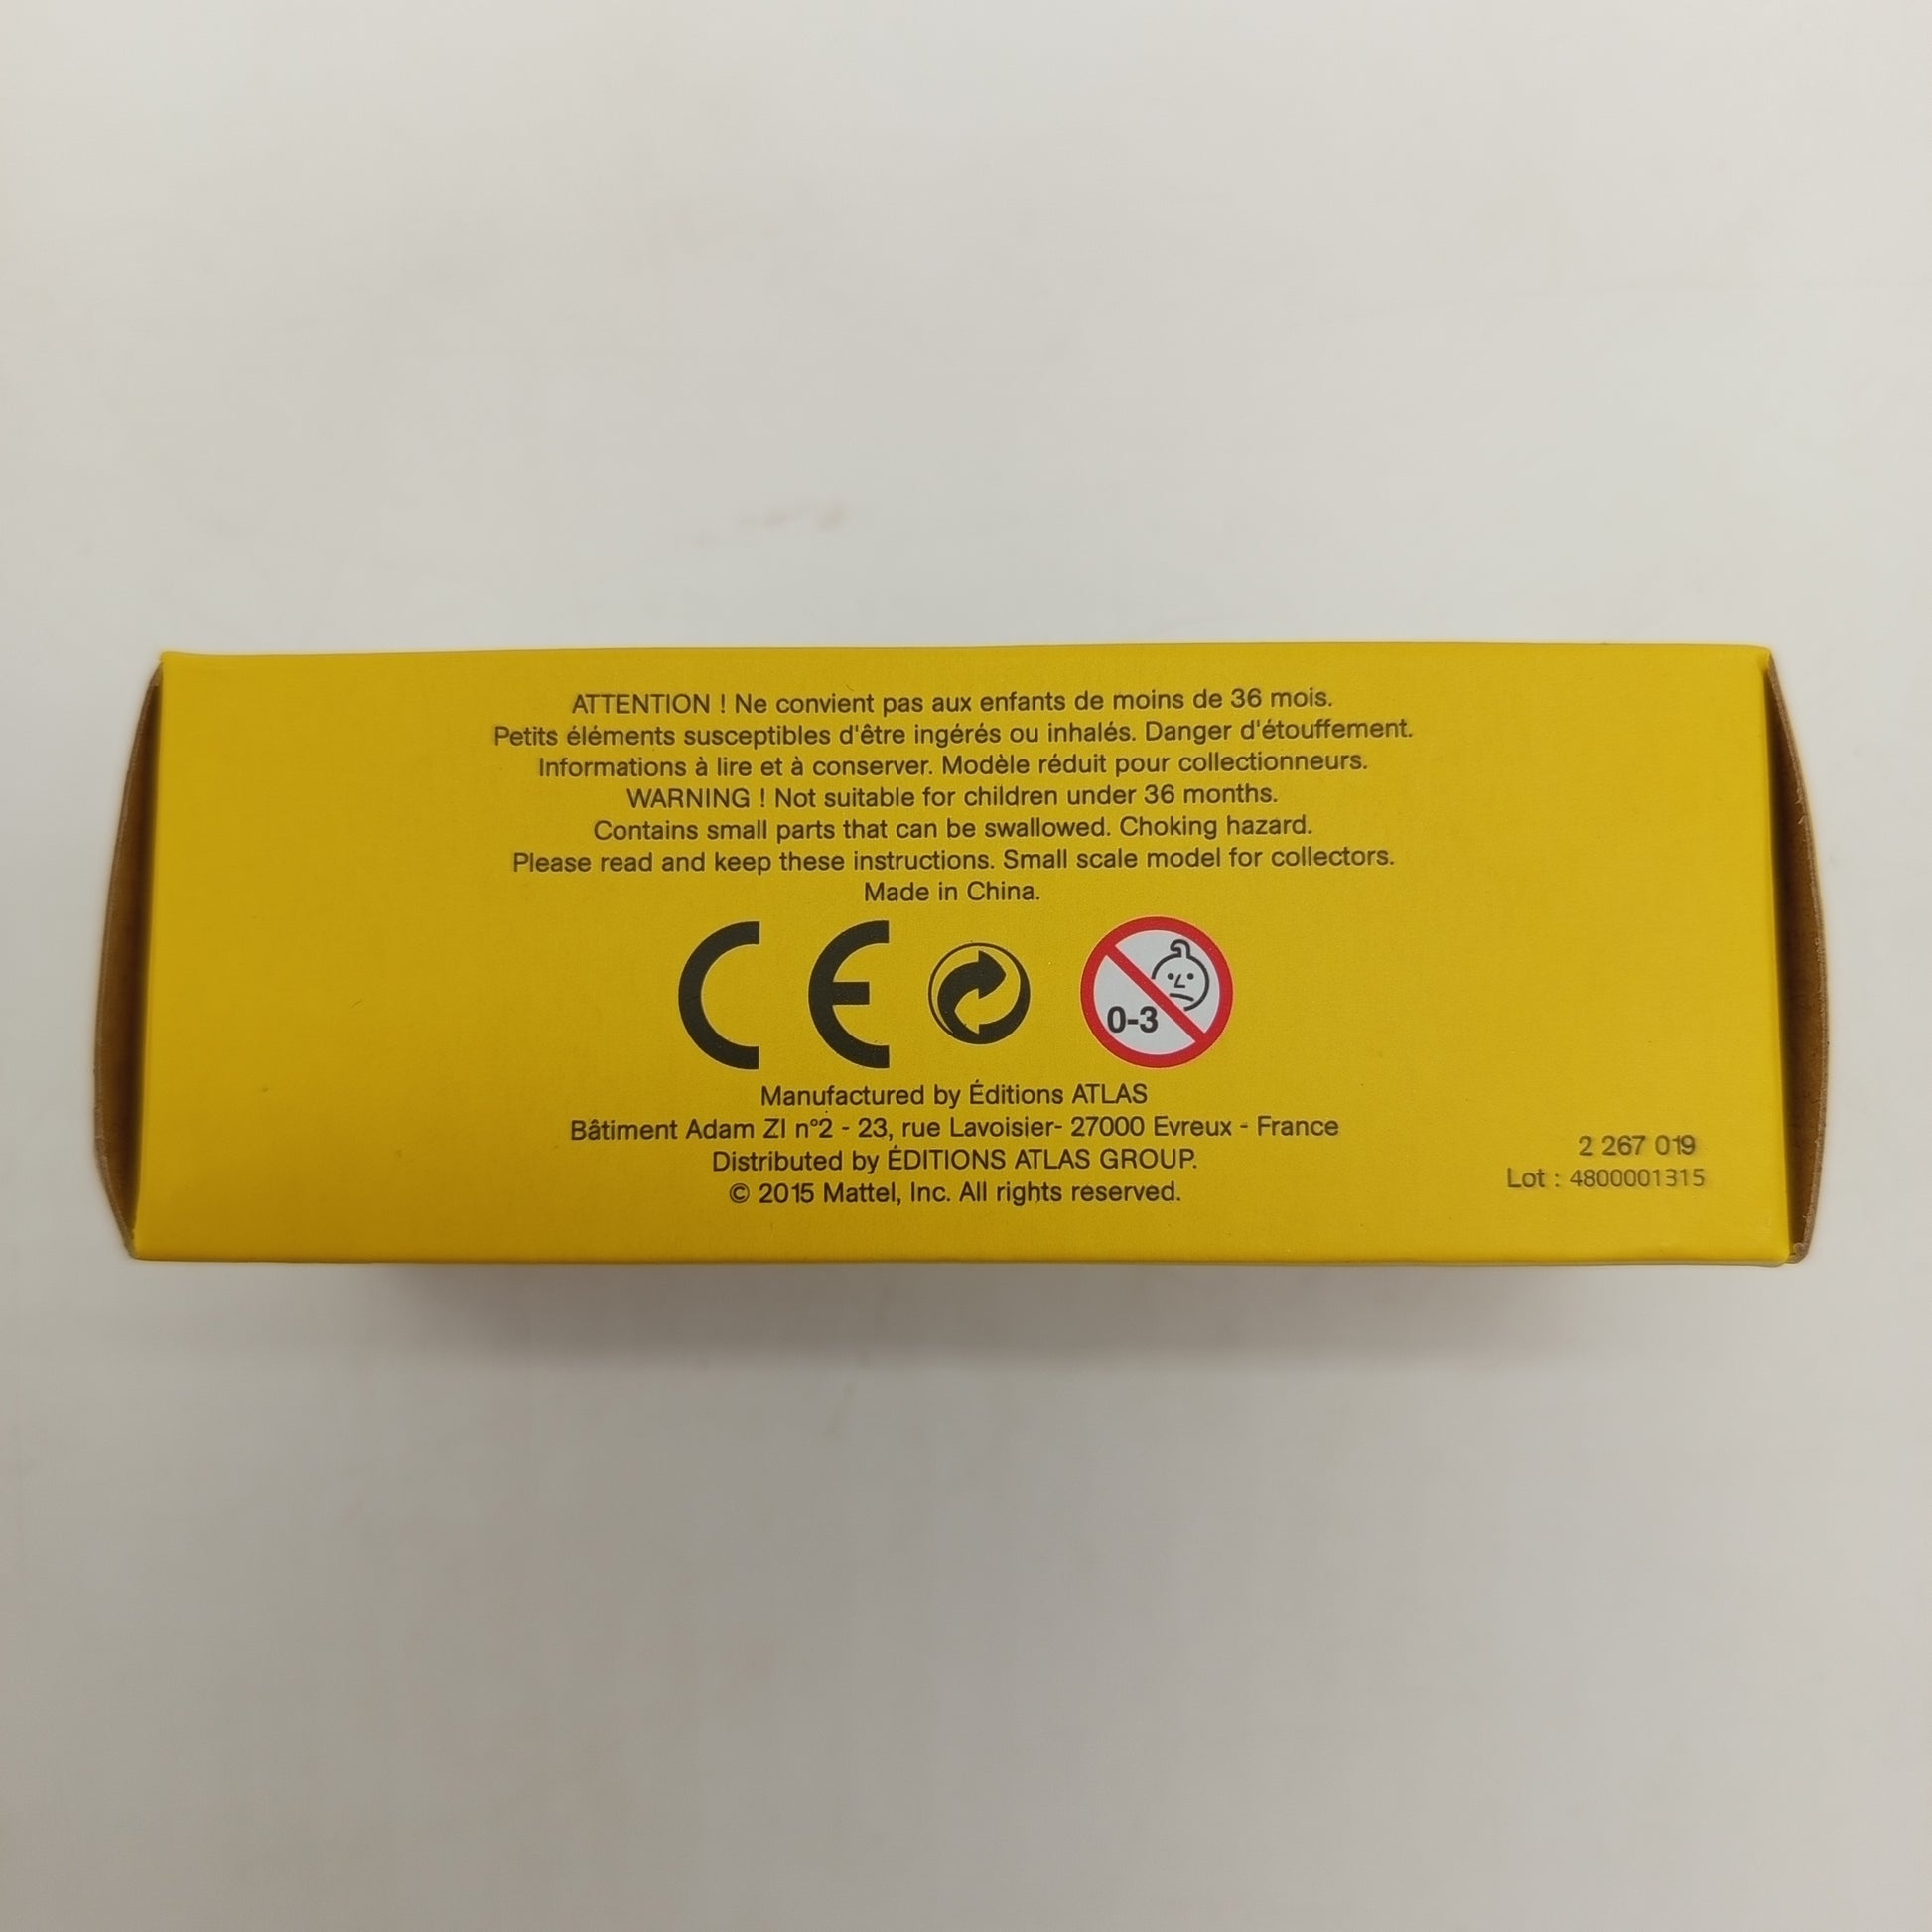 ATTENTION ! Ne convient pas aux enfants de moins de 36 mois.
Petits éléments susceptibles d'être ingérés ou inhalés. Danger d'étouffement.
Informations à lire et à conserver. Modèle réduit pour collectionneurs.
WARNING ! Not suitable for children under 36 months.
Contains small parts that can be swallowed. Choking hazard.
Please read and keep these instructions. Small scale model for collectors.
Made in China.
CE
0-3
Manufactured by Éditions ATLAS
Bâtiment Adam ZI n°2 - 23, rue Lavoisier- 27000 Evreux - France
Distributed by ÉDITIONS ATLAS GROUP.
© 2015 Mattel, Inc. All rights reserved.
2 267 019
Lot : 4800001315